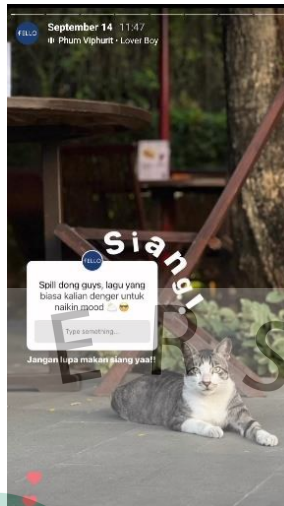 September 14 11:47
Phum Viphurit • Lover Boy
FELLO
Siang!
FELLO
Spill dong guys, lagu yang
biasa kalian denger untuk
naikin mood
Type something...
Jangan lupa makan siang yaa!!
E R S